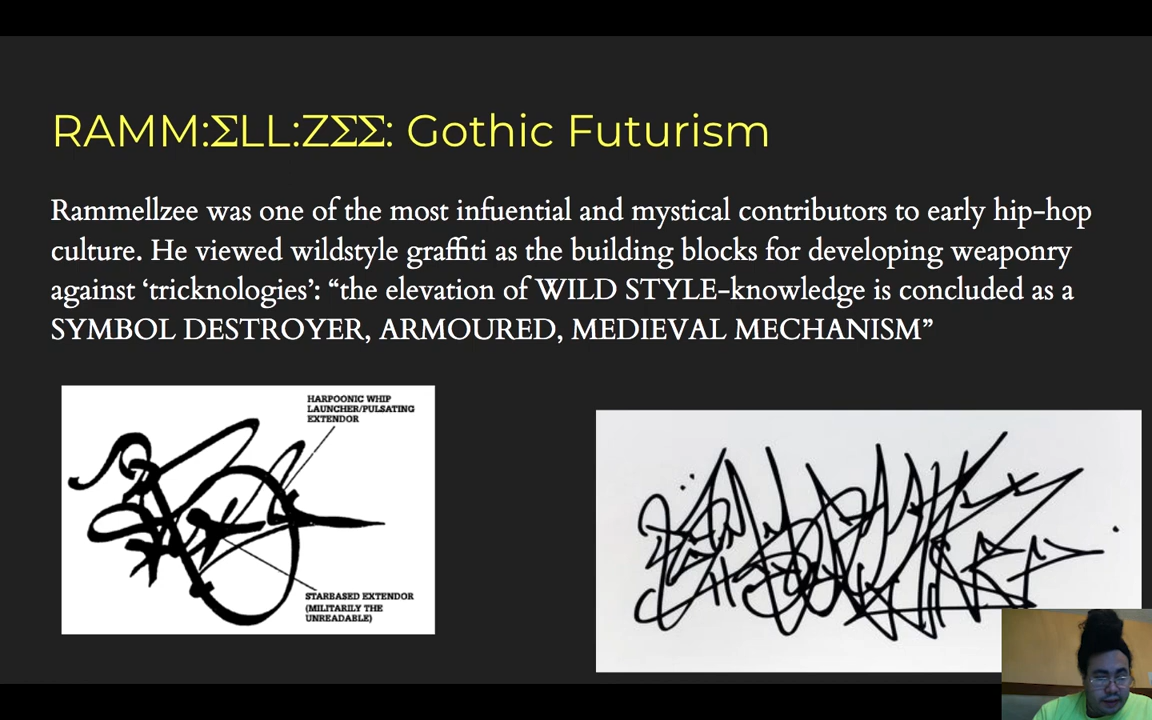 RAMM:ΣLL:ZΣΣ: Gothic Futurism
Rammellzee was one of the most infuential and mystical contributors to early hip-hop
culture. He viewed wildstyle graffiti as the building blocks for developing weaponry
against ‘tricknologies’: “the elevation of WILD STYLE-knowledge is concluded as a
SYMBOL DESTROYER, ARMOURED, MEDIEVAL MECHANISM”
HARPOONIC WHIP
LAUNCHER/PULSATING
EXTENDOR
STARBASED EXTENDOR
(MILITARILY THE
UNREADABLE)